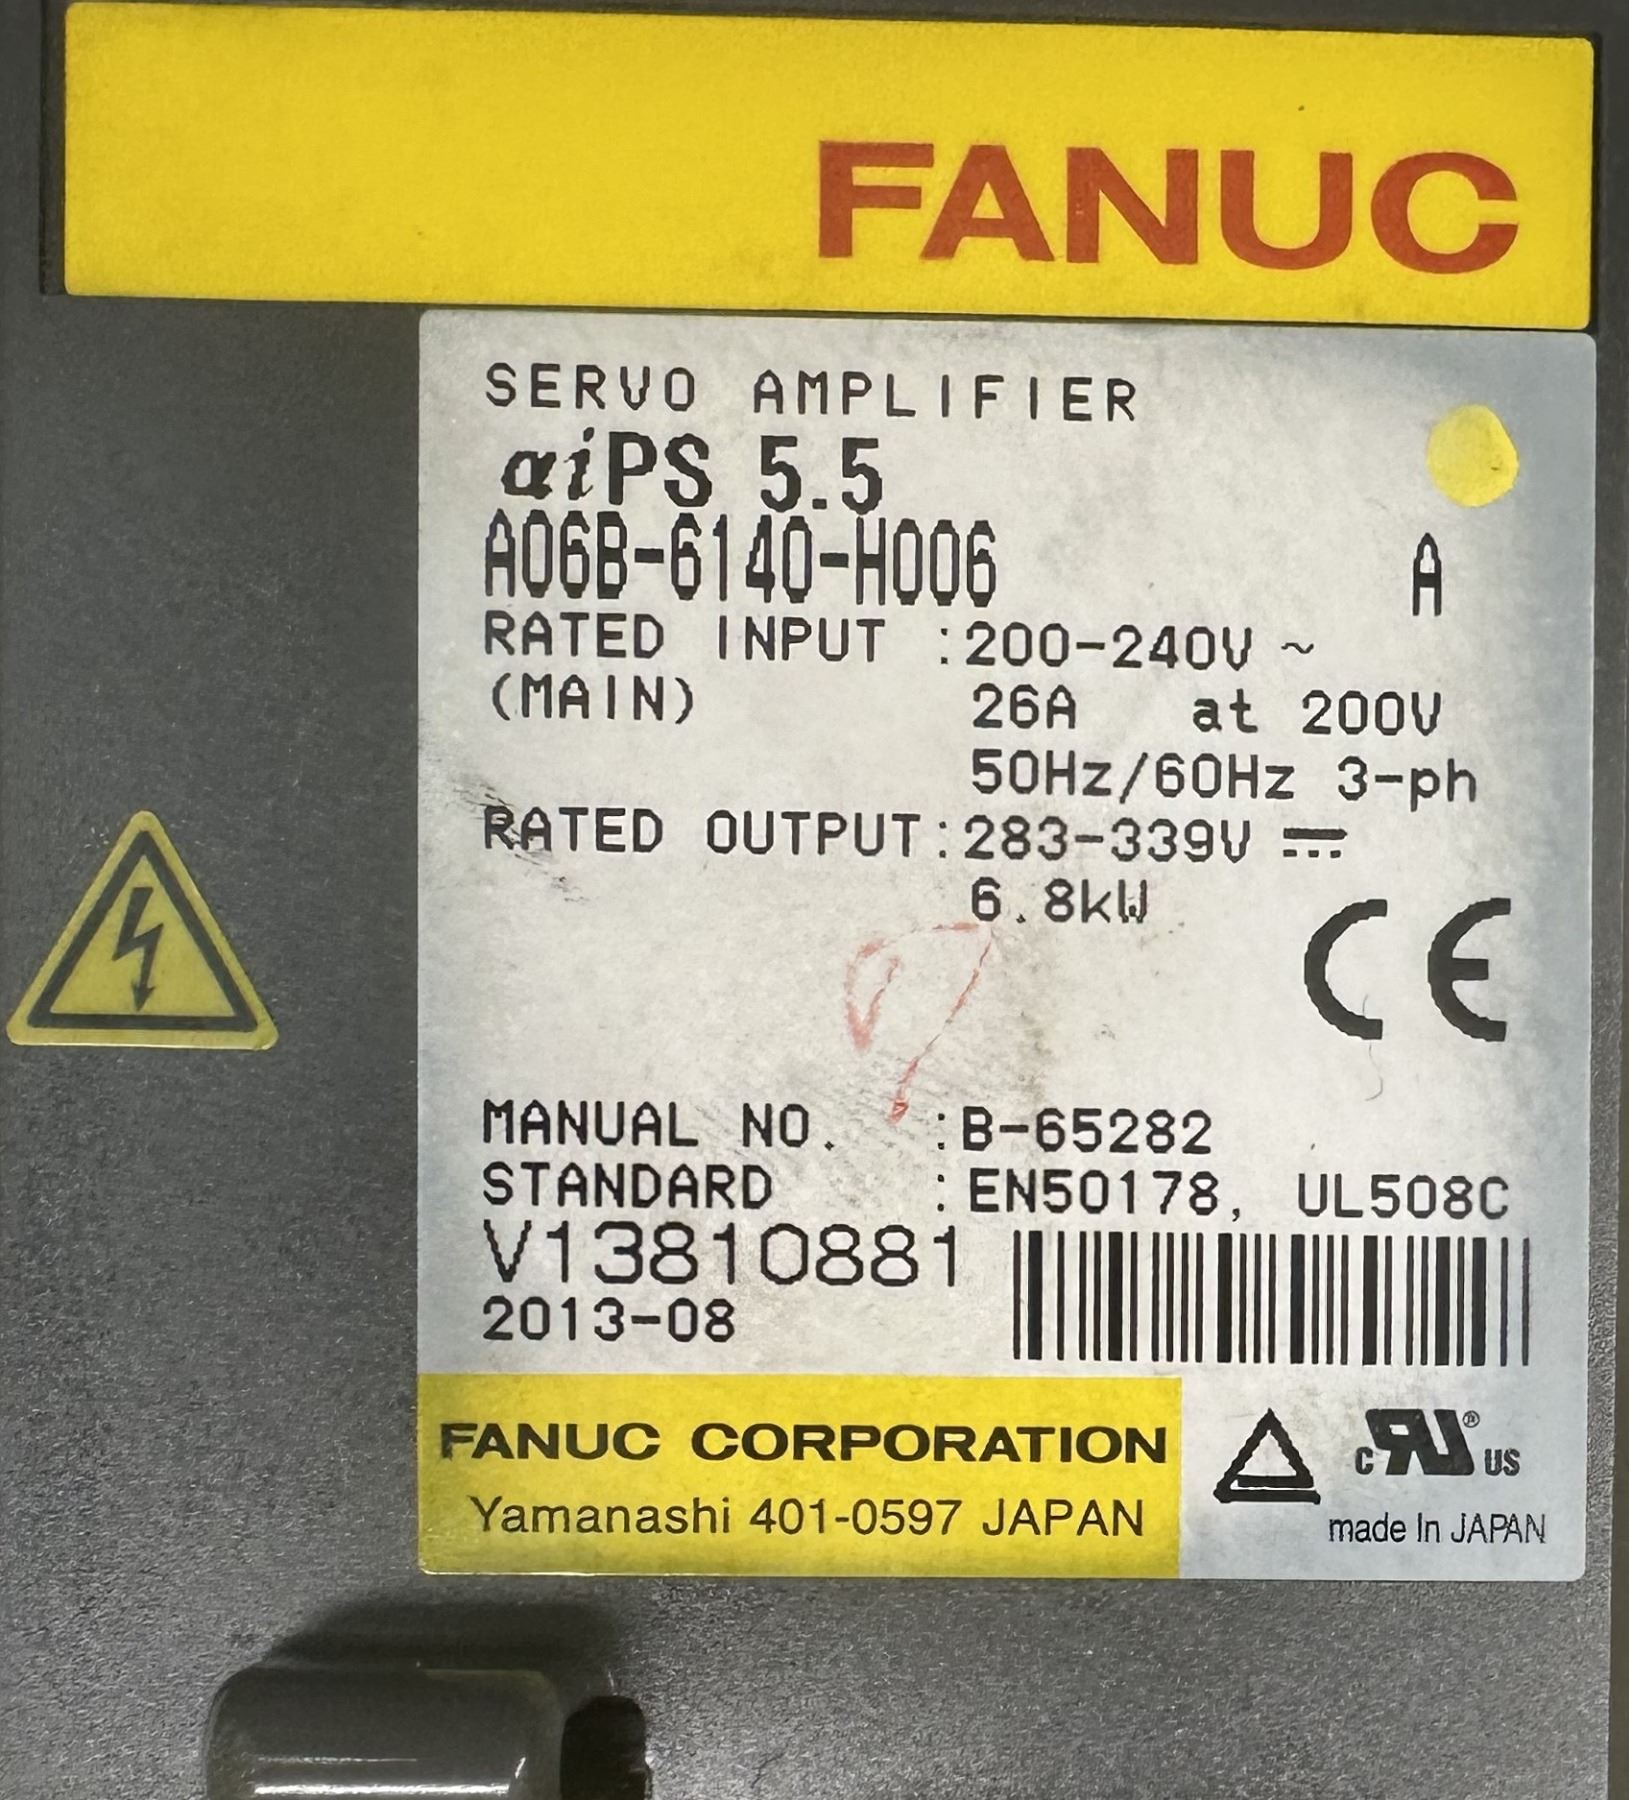 FANUC
SERVO AMPLIFIER
αiPS 5.5
A06B-6140-H006 A
RATED INPUT :200-240V ~
(MAIN) 26A at 200V
50Hz/60Hz 3-ph
RATED OUTPUT:283-339V ⎓
6.8kW
CE
MANUAL NO. :B-65282
STANDARD :EN50178, UL508C
V13810881
2013-08
FANUC CORPORATION
Yamanashi 401-0597 JAPAN
c RU® US
made In JAPAN